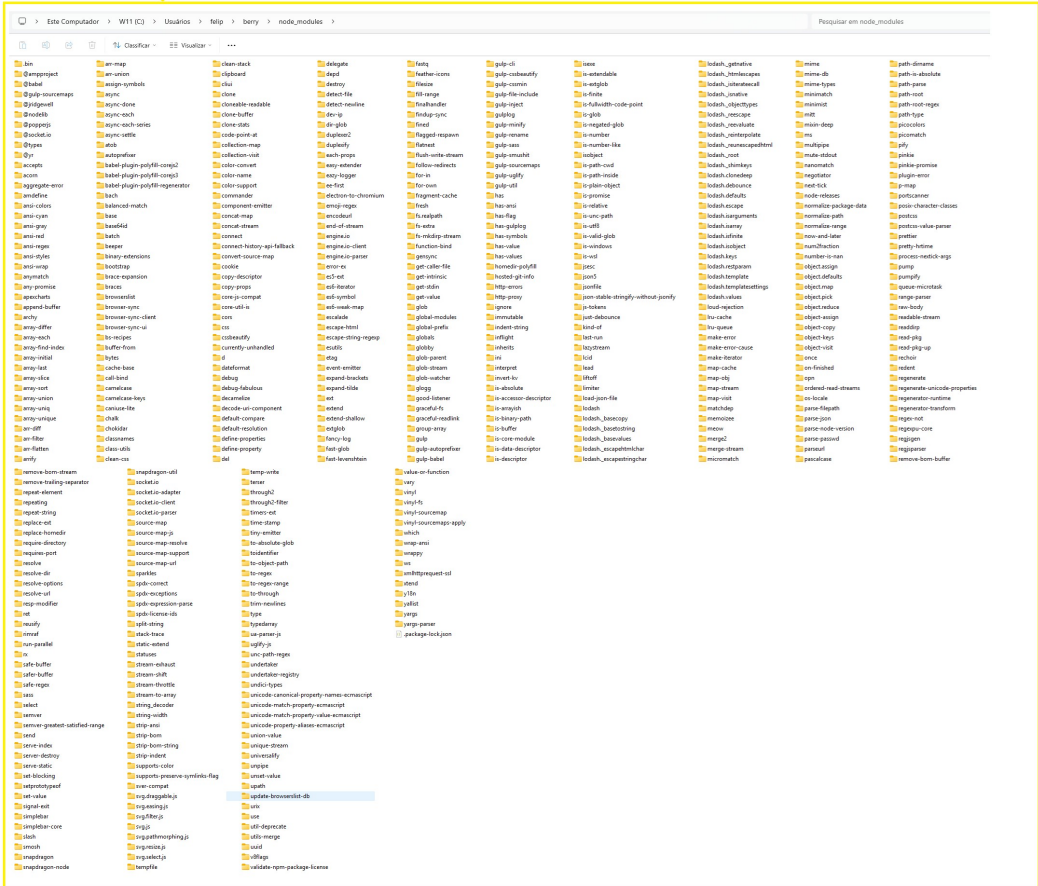 Este Computador > W11 (C:) > Usuários > felip > berry > node_modules >
Pesquisar em node_modules
Classificar
Visualizar
...
.bin
@ampproject
@babel
@gulp-sourcemaps
@jridgewell
@nodelib
@popperjs
@socket.io
@types
@yr
accepts
acorn
aggregate-error
amdefine
ansi-colors
ansi-cyan
ansi-gray
ansi-red
ansi-regex
ansi-styles
ansi-wrap
anymatch
any-promise
apexcharts
append-buffer
archy
array-differ
array-each
array-find-index
array-initial
array-last
array-slice
array-sort
array-union
array-uniq
array-unique
arr-diff
arr-filter
arr-flatten
arrify
arr-map
arr-union
assign-symbols
async
async-done
async-each
async-each-series
async-settle
atob
autoprefixer
babel-plugin-polyfill-corejs2
babel-plugin-polyfill-corejs3
babel-plugin-polyfill-regenerator
bach
balanced-match
base
base64id
batch
beeper
binary-extensions
bootstrap
brace-expansion
braces
browserslist
browser-sync
browser-sync-client
browser-sync-ui
bs-recipes
buffer-from
bytes
cache-base
call-bind
camelcase
camelcase-keys
caniuse-lite
chalk
chokidar
classnames
class-utils
clean-css
clean-stack
clipboard
cliui
clone
cloneable-readable
clone-buffer
clone-stats
code-point-at
collection-map
collection-visit
color-convert
color-name
color-support
commander
component-emitter
concat-map
concat-stream
connect
connect-history-api-fallback
convert-source-map
cookie
copy-descriptor
copy-props
core-js-compat
core-util-is
cors
css
cssbeautify
currently-unhandled
d
dateformat
debug
debug-fabulous
decamelize
decode-uri-component
default-compare
default-resolution
define-properties
define-property
del
delegate
depd
destroy
detect-file
detect-newline
dev-ip
dir-glob
duplexer2
duplexify
each-props
easy-extender
eazy-logger
ee-first
electron-to-chromium
emoji-regex
encodeurl
end-of-stream
engine.io
engine.io-client
engine.io-parser
error-ex
es5-ext
es6-iterator
es6-symbol
es6-weak-map
escalade
escape-html
escape-string-regexp
esutils
etag
event-emitter
expand-brackets
expand-tilde
ext
extend
extend-shallow
extglob
fancy-log
fast-glob
fast-levenshtein
fastq
feather-icons
filesize
fill-range
finalhandler
findup-sync
fined
flagged-respawn
flatnest
flush-write-stream
follow-redirects
for-in
for-own
fragment-cache
fresh
fs.realpath
fs-extra
fs-mkdirp-stream
function-bind
gensync
get-caller-file
get-intrinsic
get-stdin
get-value
glob
global-modules
global-prefix
globals
globby
glob-parent
glob-stream
glob-watcher
glogg
good-listener
graceful-fs
graceful-readlink
group-array
gulp
gulp-autoprefixer
gulp-babel
gulp-cli
gulp-cssbeautify
gulp-cssmin
gulp-file-include
gulp-inject
gulplog
gulp-minify
gulp-rename
gulp-sass
gulp-smushit
gulp-sourcemaps
gulp-uglify
gulp-util
has
has-ansi
has-flag
has-gulplog
has-symbols
has-value
has-values
homedir-polyfill
hosted-git-info
http-errors
http-proxy
ignore
immutable
indent-string
inflight
inherits
ini
interpret
invert-kv
is-absolute
is-accessor-descriptor
is-arrayish
is-binary-path
is-buffer
is-core-module
is-data-descriptor
is-descriptor
isexe
is-extendable
is-extglob
is-finite
is-fullwidth-code-point
is-glob
is-negated-glob
is-number
is-number-like
isobject
is-path-cwd
is-path-inside
is-plain-object
is-promise
is-relative
is-unc-path
is-utf8
is-valid-glob
is-windows
is-wsl
jsesc
json5
jsonfile
json-stable-stringify-without-jsonify
js-tokens
just-debounce
kind-of
last-run
lazystream
lcid
lead
liftoff
limiter
load-json-file
lodash
lodash._basecopy
lodash._basetostring
lodash._basevalues
lodash._escapehtmlchar
lodash._escapestringchar
lodash._getnative
lodash._htmlescapes
lodash._isiterateecall
lodash._isnative
lodash._objecttypes
lodash._reescape
lodash._reevaluate
lodash._reinterpolate
lodash._reunescapedhtml
lodash._root
lodash._shimkeys
lodash.clonedeep
lodash.debounce
lodash.defaults
lodash.escape
lodash.isarguments
lodash.isarray
lodash.isfinite
lodash.isobject
lodash.keys
lodash.restparam
lodash.template
lodash.templatesettings
lodash.values
loud-rejection
lru-cache
lru-queue
make-error
make-error-cause
make-iterator
map-cache
map-obj
map-stream
map-visit
matchdep
memoizee
meow
merge2
merge-stream
micromatch
mime
mime-db
mime-types
minimatch
minimist
mitt
mixin-deep
ms
multipipe
mute-stdout
nanomatch
negotiator
next-tick
node-releases
normalize-package-data
normalize-path
normalize-range
now-and-later
num2fraction
number-is-nan
object.assign
object.defaults
object.map
object.pick
object.reduce
object-assign
object-copy
object-keys
object-visit
once
on-finished
opn
ordered-read-streams
os-locale
parse-filepath
parse-json
parse-node-version
parse-passwd
parseurl
pascalcase
path-dirname
path-is-absolute
path-parse
path-root
path-root-regex
path-type
picocolors
picomatch
pify
pinkie
pinkie-promise
plugin-error
p-map
portscanner
posix-character-classes
postcss
postcss-value-parser
prettier
pretty-hrtime
process-nextick-args
pump
pumpify
queue-microtask
range-parser
raw-body
readable-stream
readdirp
read-pkg
read-pkg-up
rechoir
redent
regenerate
regenerate-unicode-properties
regenerator-runtime
regenerator-transform
regex-not
regexpu-core
regjsgen
regjsparser
remove-bom-buffer
remove-bom-stream
remove-trailing-separator
repeat-element
repeating
repeat-string
replace-ext
replace-homedir
require-directory
requires-port
resolve
resolve-dir
resolve-options
resolve-url
resp-modifier
ret
reusify
rimraf
run-parallel
rx
safe-buffer
safer-buffer
safe-regex
sass
select
semver
semver-greatest-satisfied-range
send
serve-index
server-destroy
serve-static
set-blocking
setprototypeof
set-value
signal-exit
simplebar
simplebar-core
slash
smosh
snapdragon
snapdragon-node
snapdragon-util
socket.io
socket.io-adapter
socket.io-client
socket.io-parser
source-map
source-map-js
source-map-resolve
source-map-support
source-map-url
sparkles
spdx-correct
spdx-exceptions
spdx-expression-parse
spdx-license-ids
split-string
stack-trace
static-extend
statuses
stream-exhaust
stream-shift
stream-throttle
stream-to-array
string_decoder
string-width
strip-ansi
strip-bom
strip-bom-string
strip-indent
supports-color
supports-preserve-symlinks-flag
sver-compat
svg.draggable.js
svg.easing.js
svg.filter.js
svg.js
svg.pathmorphing.js
svg.resize.js
svg.select.js
tempfile
temp-write
terser
through2
through2-filter
timers-ext
time-stamp
tiny-emitter
to-absolute-glob
toidentifier
to-object-path
to-regex
to-regex-range
to-through
trim-newlines
type
typedarray
ua-parser-js
uglify-js
unc-path-regex
undertaker
undertaker-registry
undici-types
unicode-canonical-property-names-ecmascript
unicode-match-property-ecmascript
unicode-match-property-value-ecmascript
unicode-property-aliases-ecmascript
union-value
unique-stream
universalify
unpipe
unset-value
upath
update-browserslist-db
urix
use
util-deprecate
utils-merge
uuid
v8flags
validate-npm-package-license
value-or-function
vary
vinyl
vinyl-fs
vinyl-sourcemap
vinyl-sourcemaps-apply
which
wrap-ansi
wrappy
ws
xmlhttprequest-ssl
xtend
y18n
yallist
yargs
yargs-parser
.package-lock.json